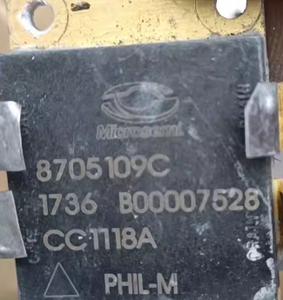 Microsemi
8705109C
1736 B00007528
CC1118A
PHIL-M